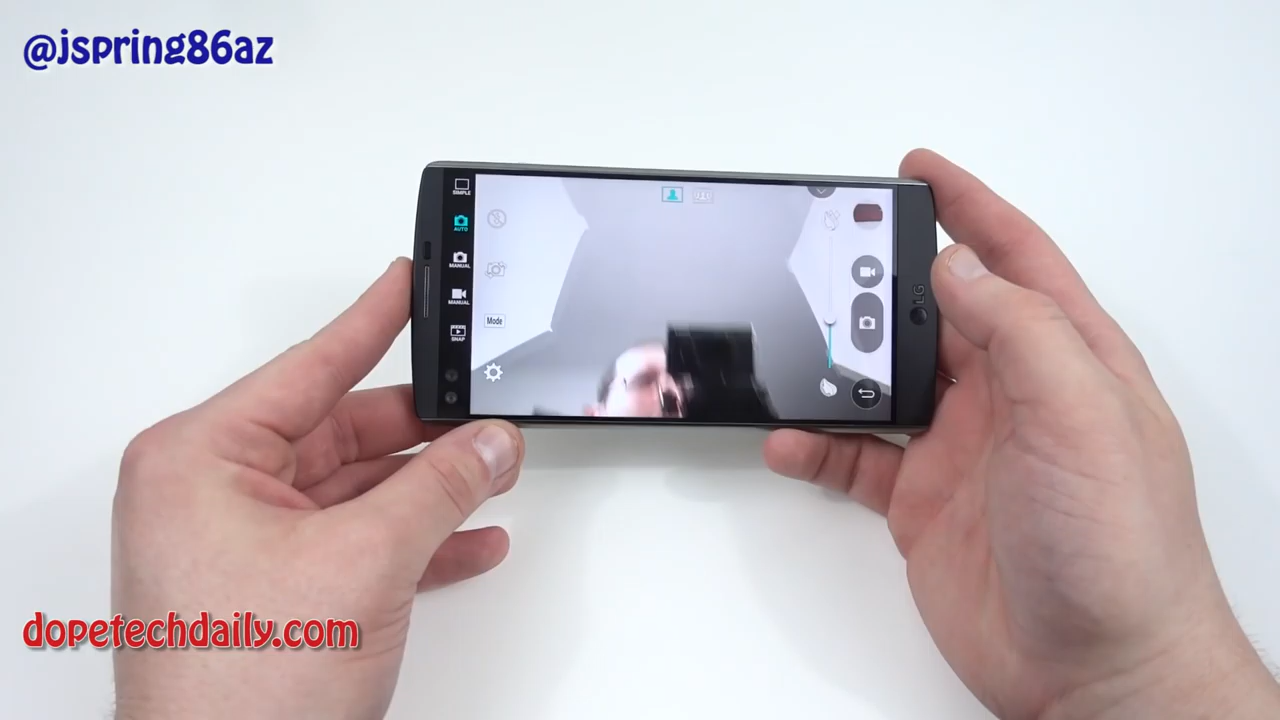 @jspring86az
SIMPLE
AUTO
MANUAL
MANUAL
SNAP
Mode
LG
dopetechdaily.com